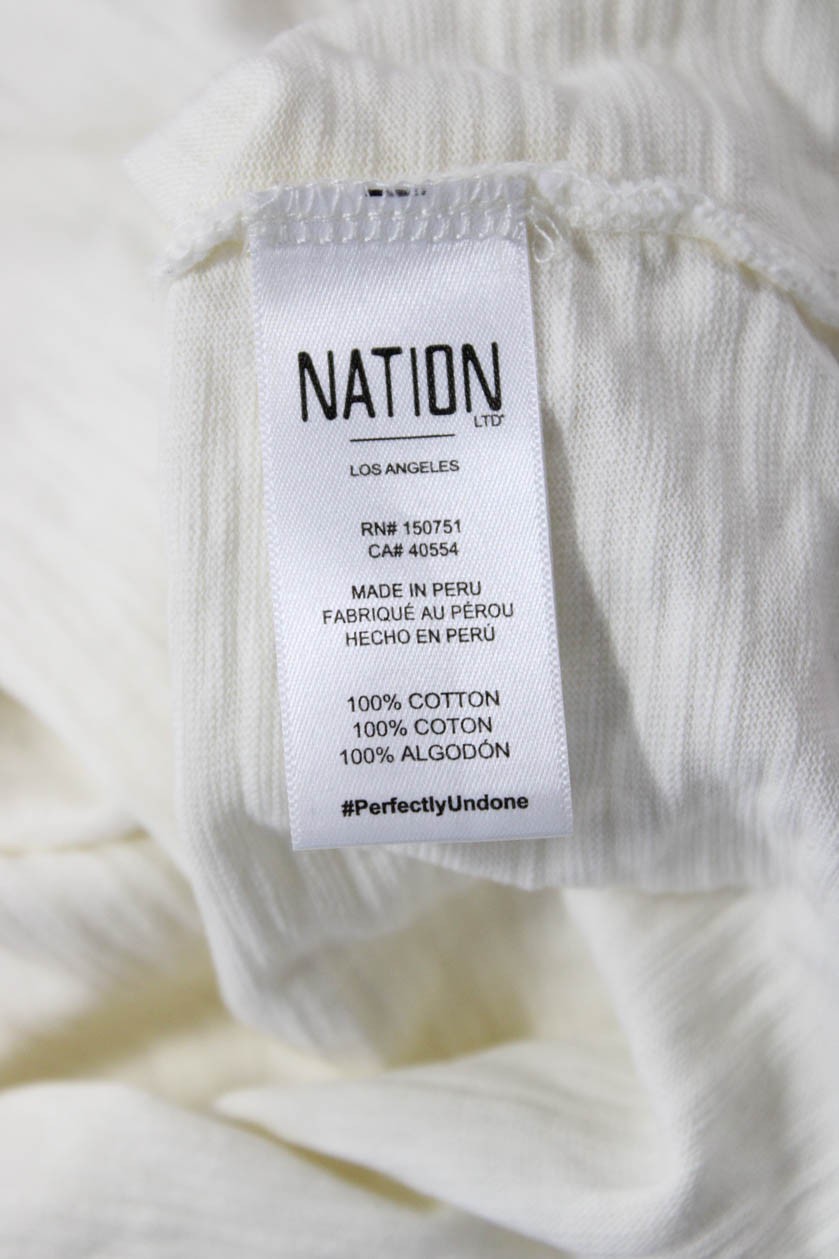 NATION
LTD
LOS ANGELES
RN# 150751
CA# 40554
MADE IN PERU
FABRIQUÉ AU PÉROU
HECHO EN PERÚ
100% COTTON
100% COTON
100% ALGODÓN
#PerfectlyUndone